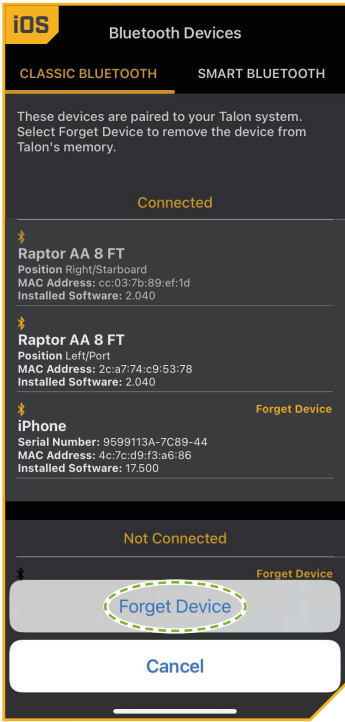 iOS
Bluetooth Devices
CLASSIC BLUETOOTH SMART BLUETOOTH
These devices are paired to your Talon system.
Select Forget Device to remove the device from
Talon's memory.
Connected
Raptor AA 8 FT
Position Right/Starboard
MAC Address: cc:03:7b:89:ef:1d
Installed Software: 2.040
Raptor AA 8 FT
Position Left/Port
MAC Address: 2c:a7:74:c9:53:78
Installed Software: 2.040
Forget Device
iPhone
Serial Number: 9599113A-7C89-44
MAC Address: 4c:7c:d9:f3:a6:86
Installed Software: 17.500
Not Connected
Forget Device
Forget Device
Cancel